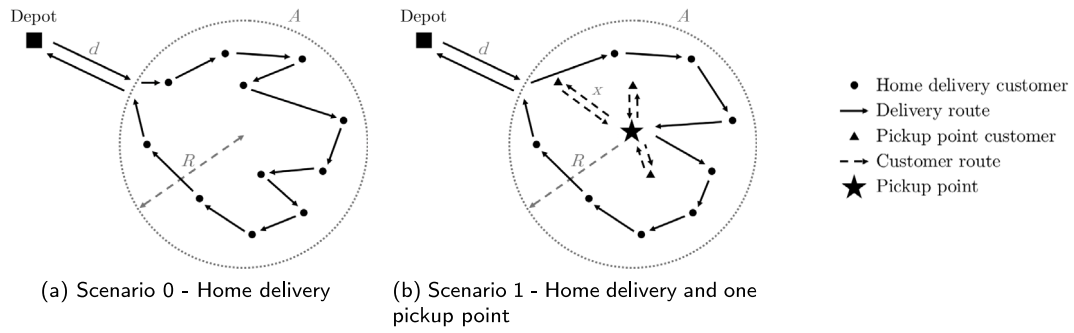 Depot
d
A
R
(a) Scenario 0 - Home delivery
Depot
d
A
x
R
(b) Scenario 1 - Home delivery and one
pickup point
Home delivery customer
Delivery route
Pickup point customer
Customer route
Pickup point